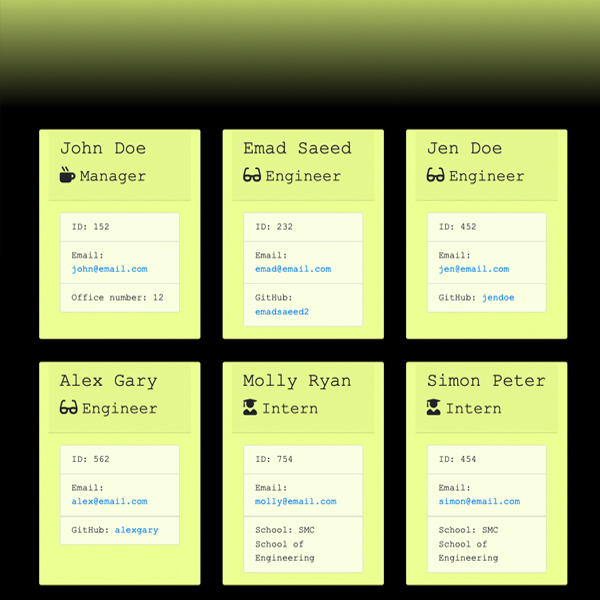 John Doe
Manager
ID: 152
Email:
john@email.com
Office number: 12
Emad Saeed
Engineer
ID: 232
Email:
emad@email.com
GitHub:
emadsaeed2
Jen Doe
Engineer
ID: 452
Email:
jen@email.com
GitHub: jendoe
Alex Gary
Engineer
ID: 562
Email:
alex@email.com
GitHub: alexgary
Molly Ryan
Intern
ID: 754
Email:
molly@email.com
School: SMC
School of
Engineering
Simon Peter
Intern
ID: 454
Email:
simon@email.com
School: SMC
School of
Engineering